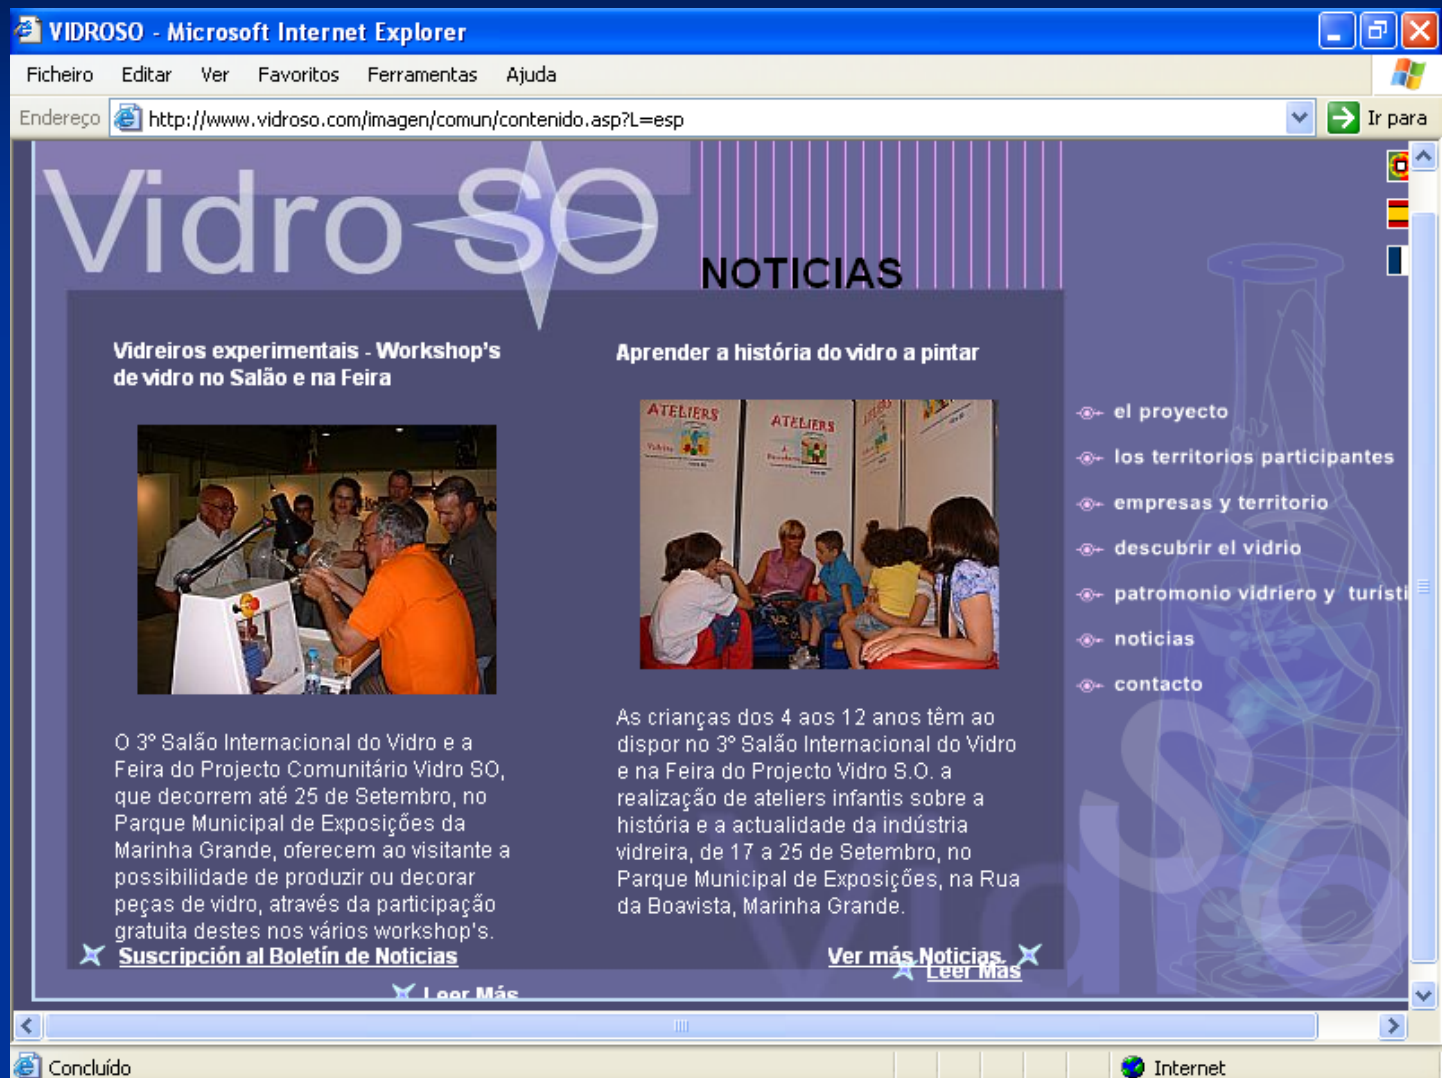 VIDROSO - Microsoft Internet Explorer
Ficheiro Editar Ver Favoritos Ferramentas Ajuda
Endereço http://www.vidroso.com/imagen/comun/contenido.asp?L=esp Ir para
Vidro SO
NOTICIAS
Vidreiros experimentais - Workshop's
de vidro no Salão e na Feira
O 3º Salão Internacional do Vidro e a
Feira do Projecto Comunitário Vidro SO,
que decorrem até 25 de Setembro, no
Parque Municipal de Exposições da
Marinha Grande, oferecem ao visitante a
possibilidade de produzir ou decorar
peças de vidro, através da participação
gratuita destes nos vários workshop's.
Suscripción al Boletín de Noticias
Leer Más
Aprender a história do vidro a pintar
ATELIERS
ATELIERS
As crianças dos 4 aos 12 anos têm ao
dispor no 3º Salão Internacional do Vidro
e na Feira do Projecto Vidro S.O. a
realização de ateliers infantis sobre a
história e a actualidade da indústria
vidreira, de 17 a 25 de Setembro, no
Parque Municipal de Exposições, na Rua
da Boavista, Marinha Grande.
Ver más Noticias.
Leer Más
el proyecto
los territorios participantes
empresas y territorio
descubrir el vidrio
patromonio vidriero y turísti
noticias
contacto
Vidr
SO
Concluído
Internet